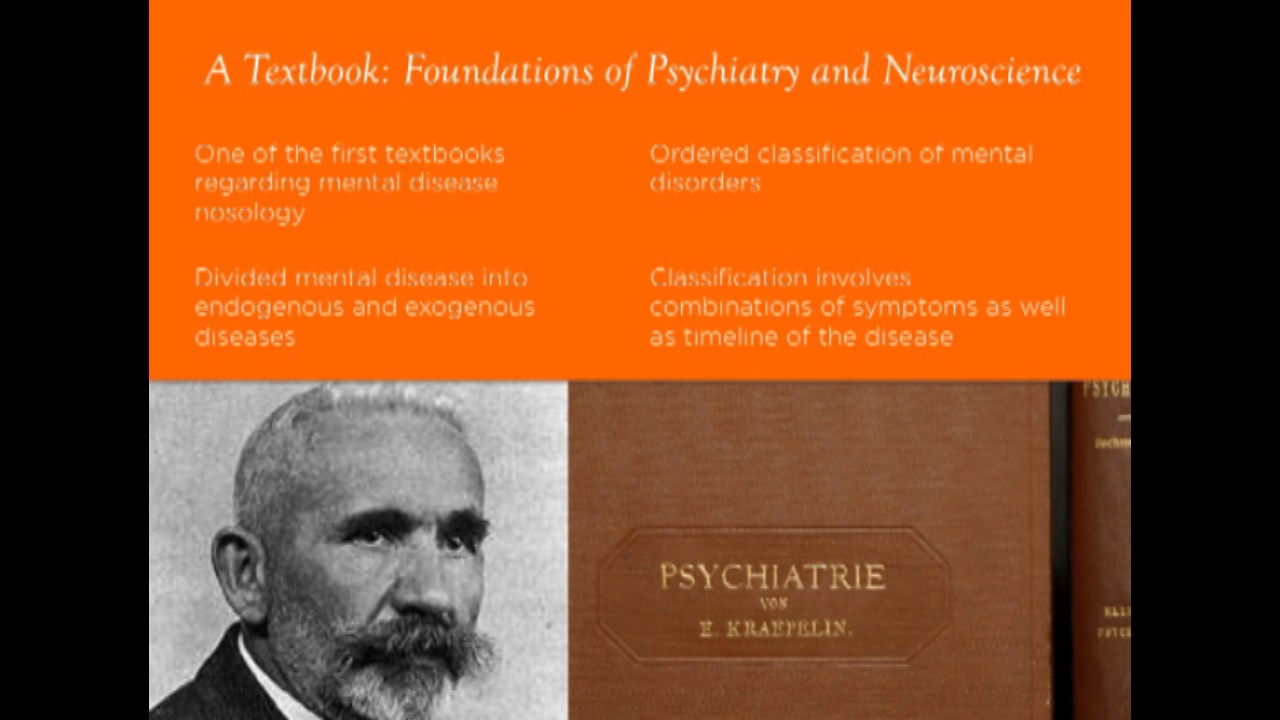 A Textbook: Foundations of Psychiatry and Neuroscience
One of the first textbooks
regarding mental disease
nosology
Ordered classification of mental
disorders
Divided mental disease into
endogenous and exogenous
diseases
Classification involves
combinations of symptoms as well
as timeline of the disease
PSYCHIATRIE
VON
E. KRAEPELIN.
PSYCH